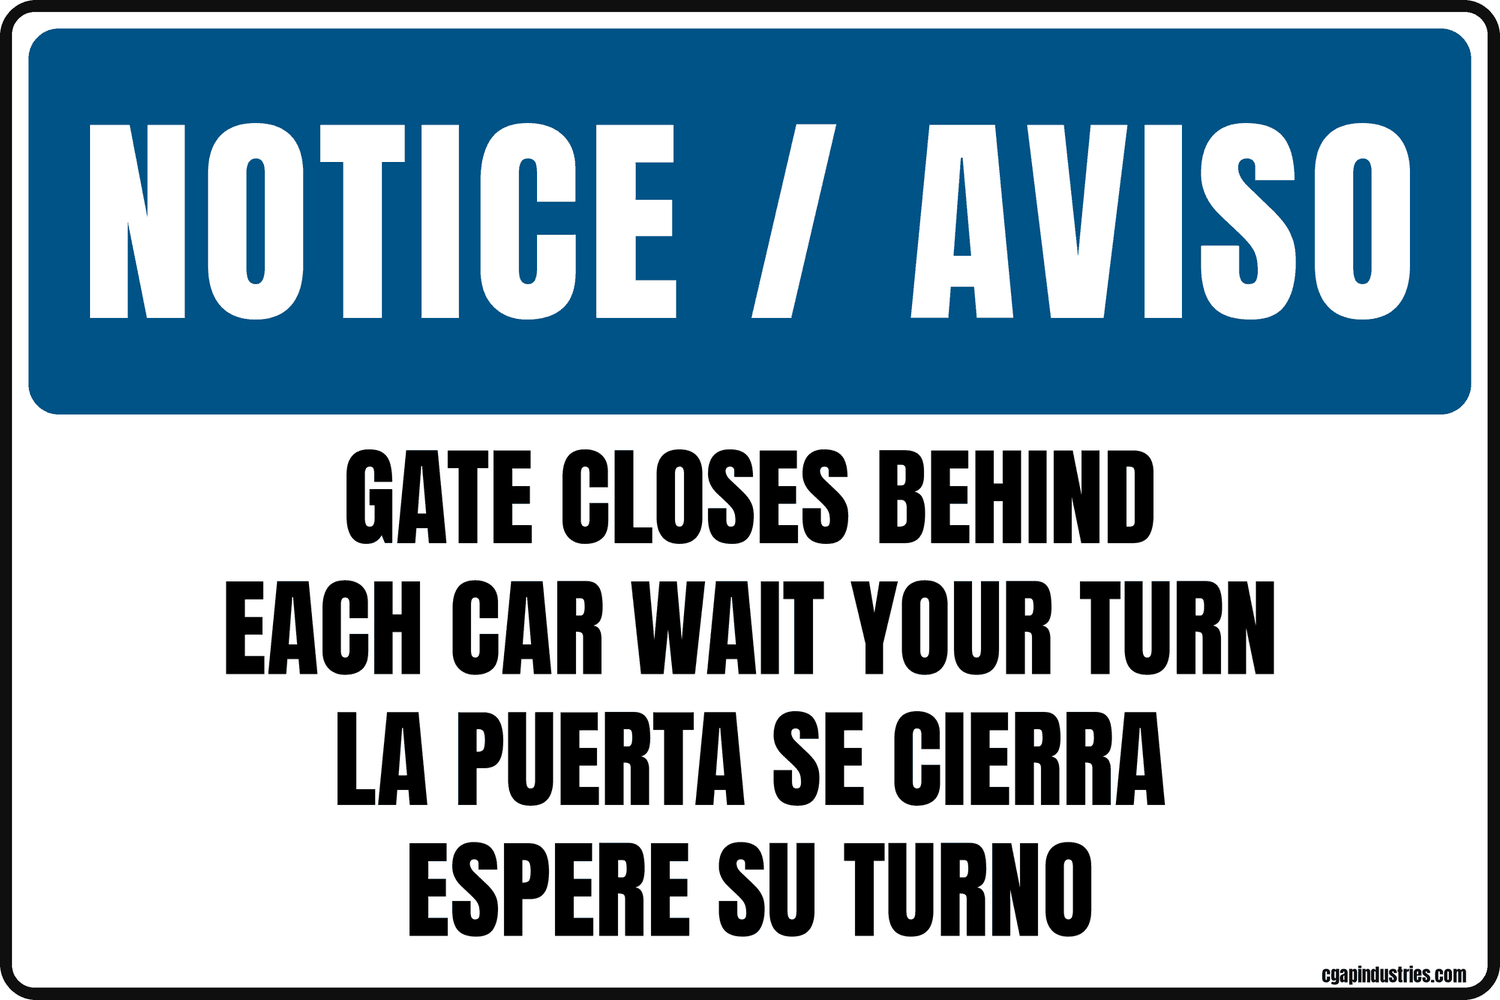 NOTICE / AVISO
GATE CLOSES BEHIND
EACH CAR WAIT YOUR TURN
LA PUERTA SE CIERRA
ESPERE SU TURNO
cgapindustries.com